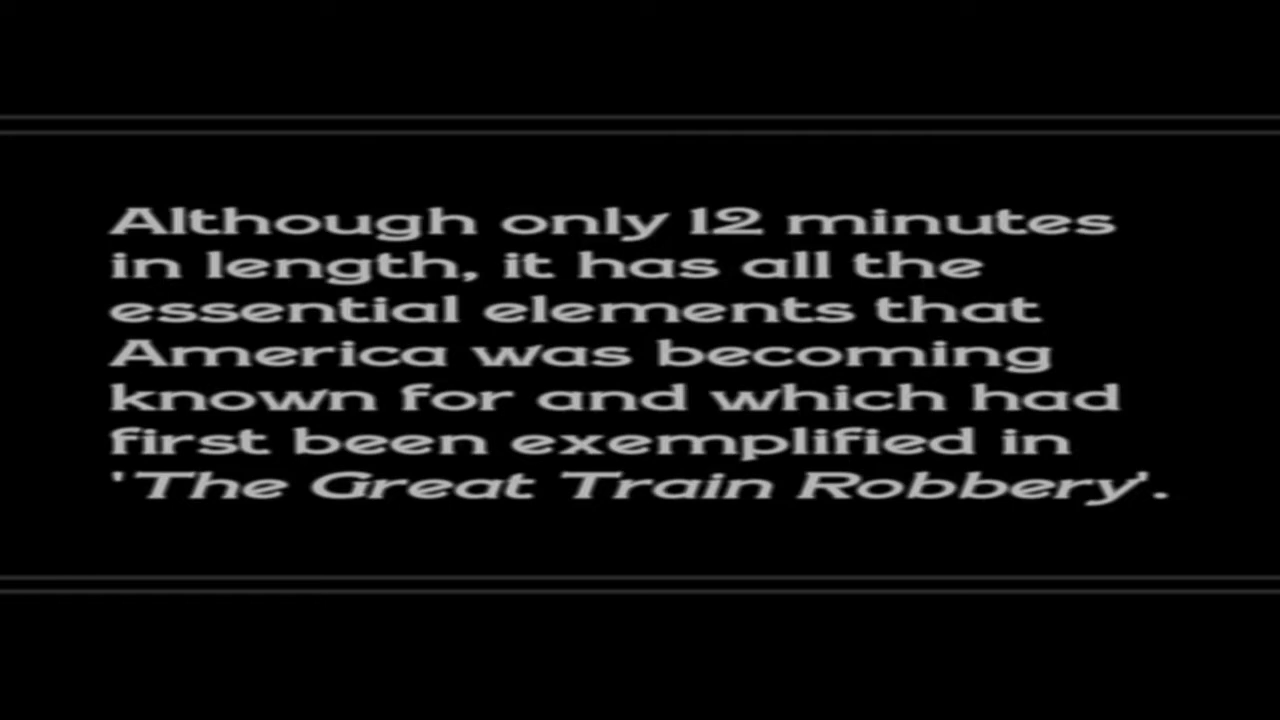 Although only 12 minutes
in length, it has all the
essential elements that
America was becoming
known for and which had
first been exemplified in
'The Great Train Robbery'.